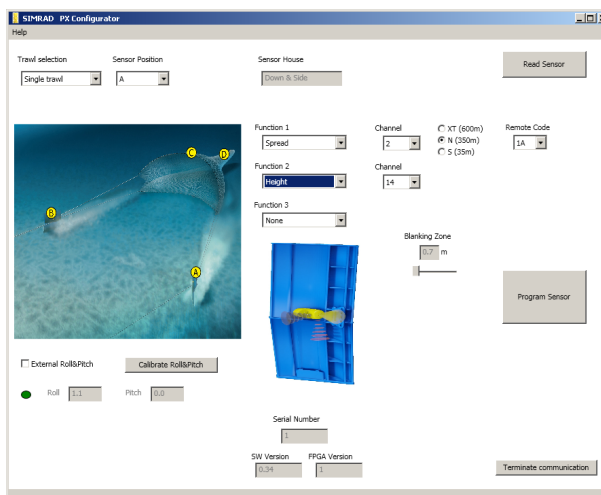 SIMRAD PX Configurator
Help
Trawl selection
Sensor Position
Sensor House
Single trawl
A
Down & Side
Read Sensor
Function 1
Channel
XT (600m)
N (350m)
S (35m)
Remote Code
Spread
2
1A
Function 2
Channel
Height
14
Function 3
None
C
D
B
A
Blanking Zone
0.7 m
Program Sensor
External Roll&Pitch
Calibrate Roll&Pitch
Roll 1.1 Pitch 0.0
Serial Number
1
SW Version
FPGA Version
0.34
1
Terminate communication